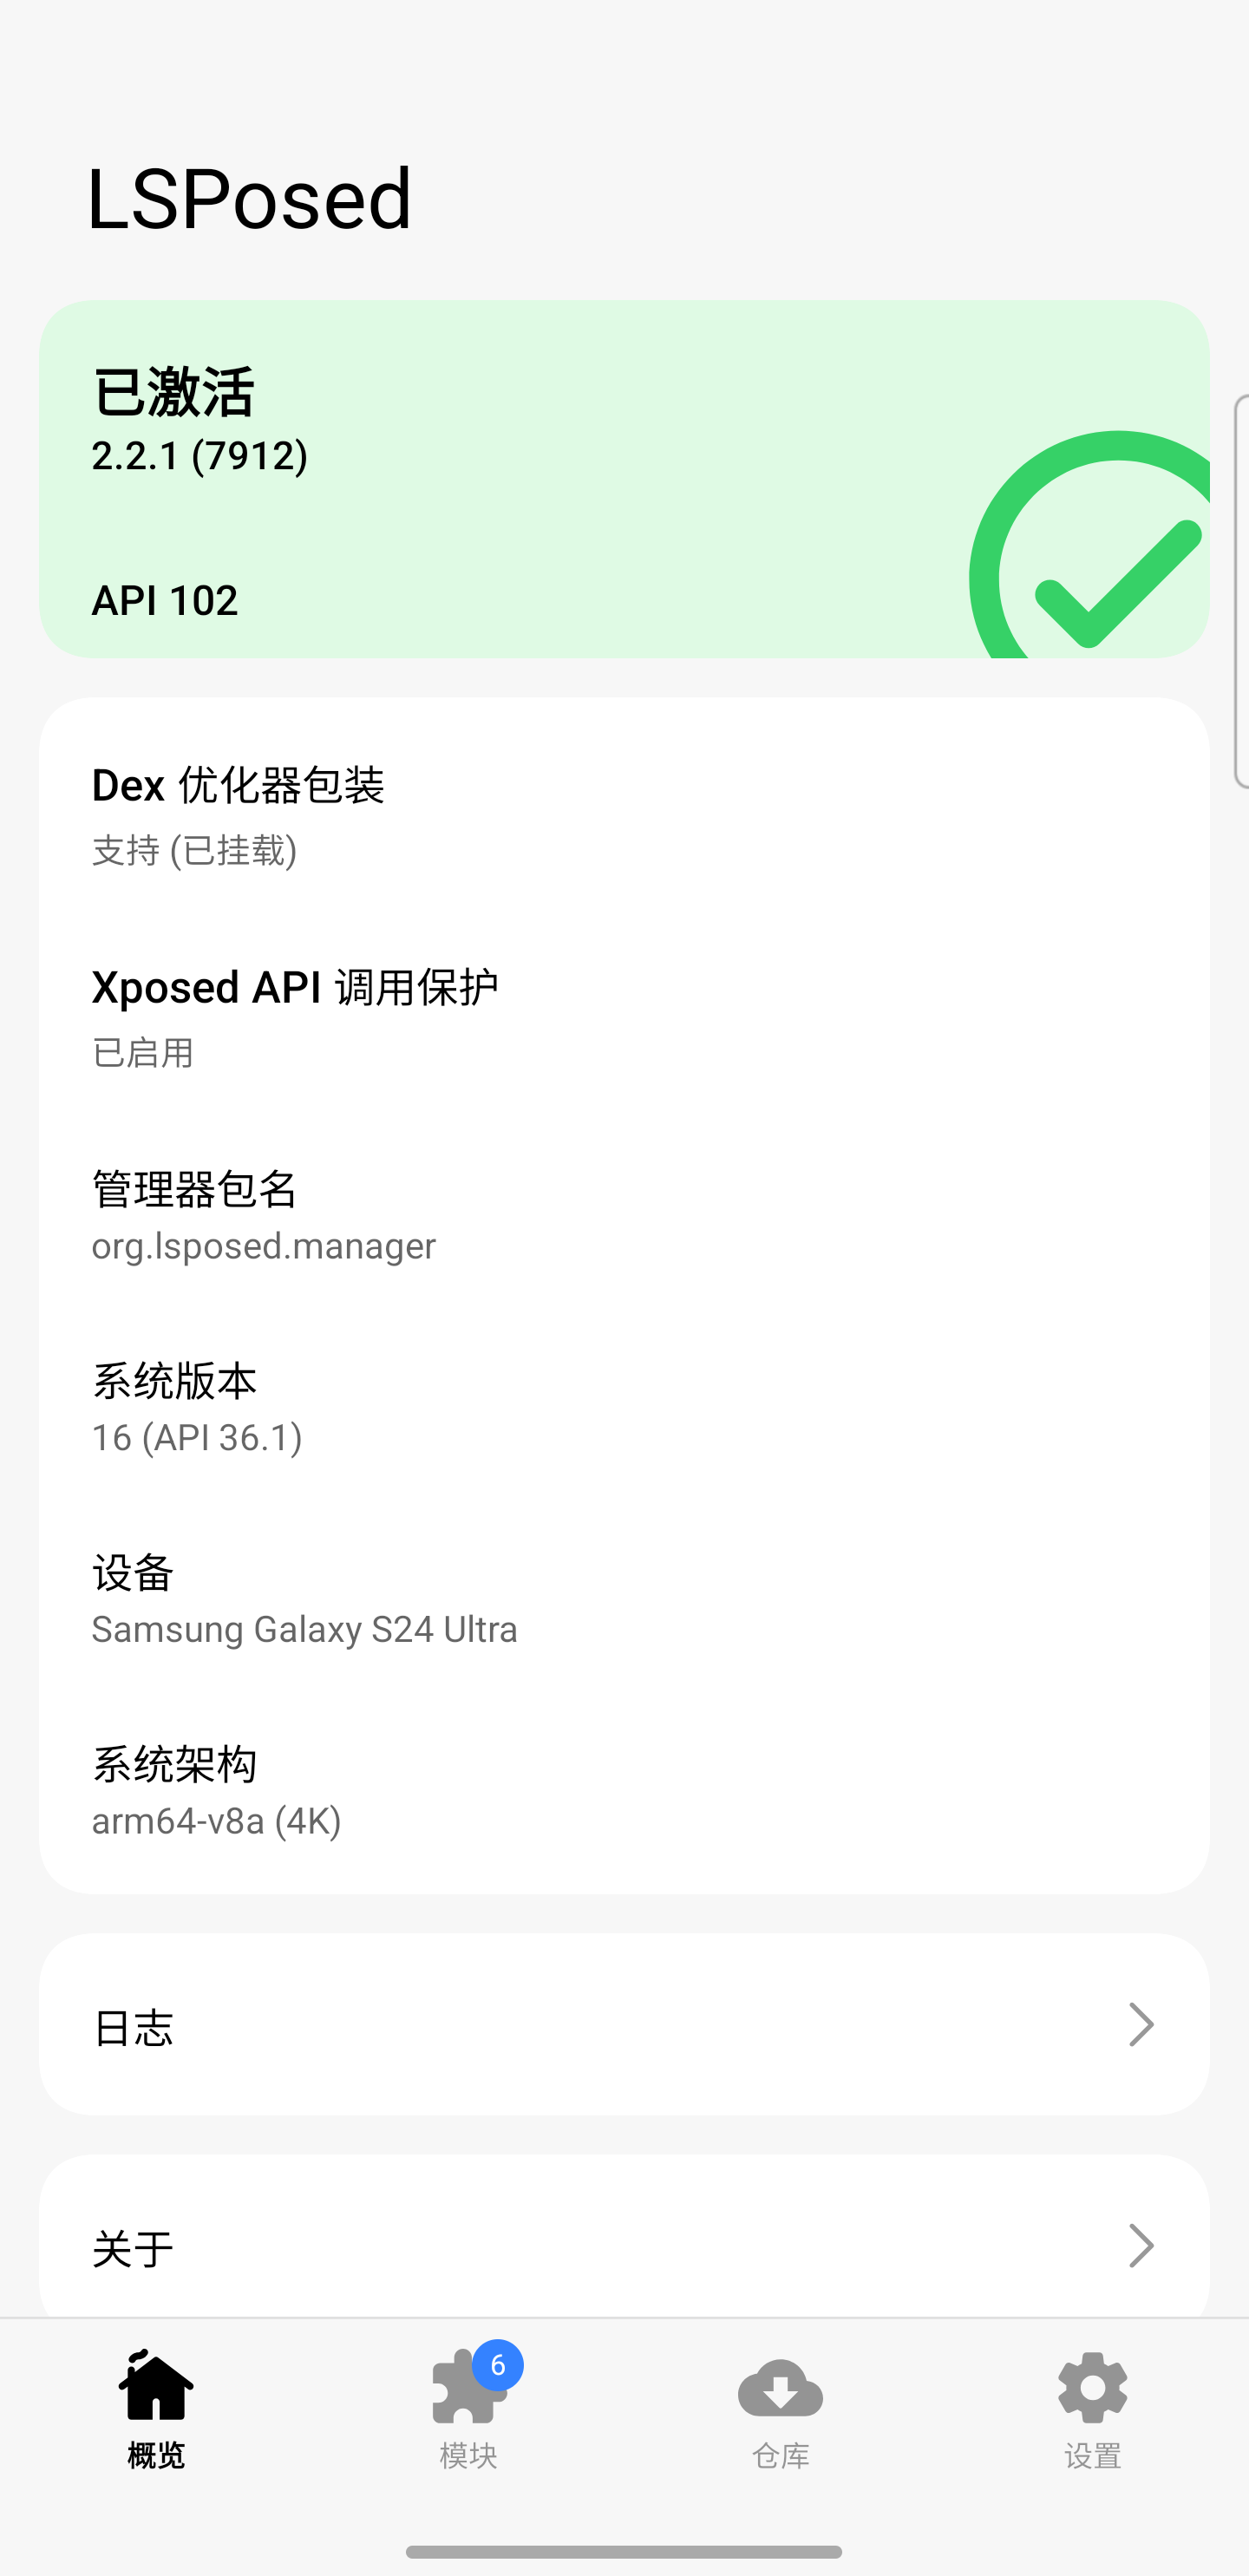 LSPosed
已激活
2.2.1 (7912)
API 102
Dex 优化器包装
支持 (已挂载)
Xposed API 调用保护
已启用
管理器包名
org.lsposed.manager
系统版本
16 (API 36.1)
设备
Samsung Galaxy S24 Ultra
系统架构
arm64-v8a (4K)
日志
关于
6
概览
模块
仓库
设置